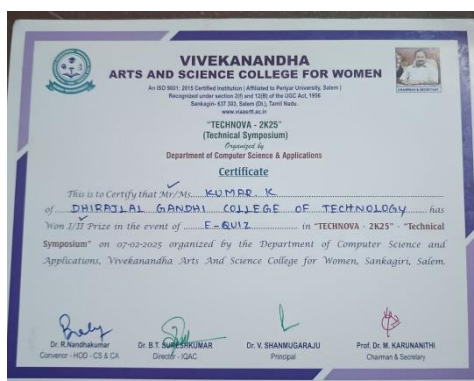 VIVEKANANDHA
ARTS AND SCIENCE COLLEGE FOR WOMEN
An ISO 9001: 2015 Certified Institution | Affiliated to Periyar University, Salem |
Recognized under section 2(f) and 12(B) of the UGC Act, 1956
Sankagiri- 637 303, Salem (Dt.), Tamil Nadu.
CHAIRMAN & SECRETARY
"TECHNOVA - 2K25"
(Technical Symposium)
Organized by
Department of Computer Science & Applications
Certificate
This is to Certify that Mr/Ms. KUMAR. K
of DHIRAJLAL GANDHI COLLEGE OF TECHNOLOGY has
Won I/II Prize in the event of E-QUIZ in "TECHNOVA - 2K25" - "Technical
Symposium" on 07-02-2025 organized by the Department of Computer Science and
Applications, Vivekanandha Arts And Science College for Women, Sankagiri, Salem.
Dr. R.Nandhakumar
Convenor - HOD - CS & CA
Dr. B.T. SURESHKUMAR
Director - IQAC
Dr. V. SHANMUGARAJU
Principal
Prof. Dr. M. KARUNANITHI
Chairman & Secretary